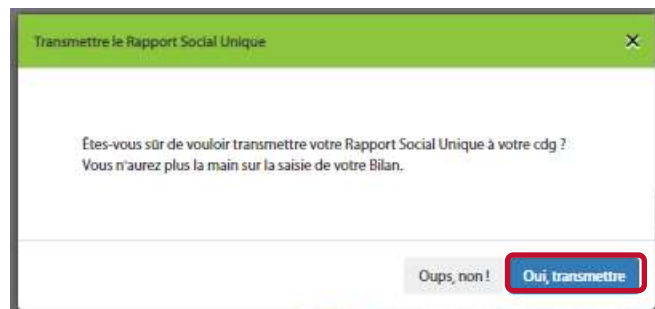 Transmettre le Rapport Social Unique
Êtes-vous sûr de vouloir transmettre votre Rapport Social Unique à votre cdg ?
Vous n'aurez plus la main sur la saisie de votre Bilan.
Oups, non !
Oui, transmettre